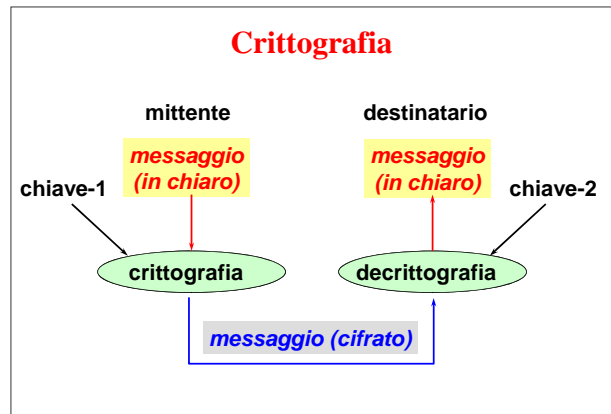 Crittografia
mittente
destinatario
messaggio
(in chiaro)
messaggio
(in chiaro)
chiave-1
chiave-2
crittografia
decrittografia
messaggio (cifrato)